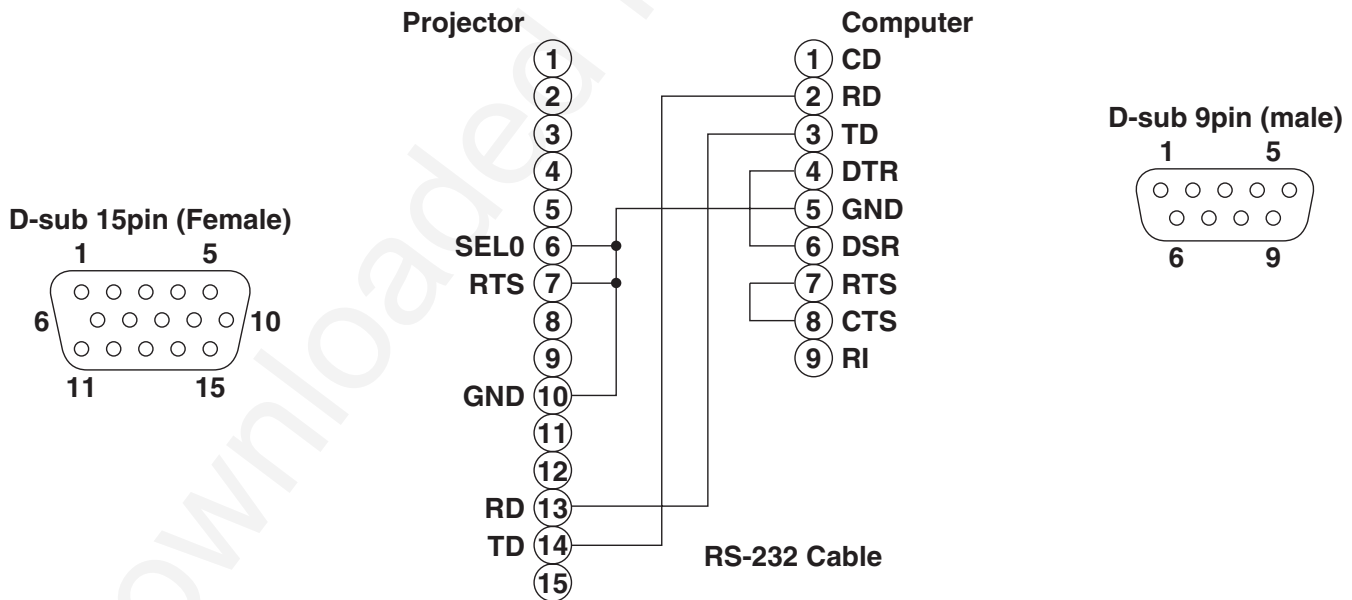 Projector
1
2
3
4
5
SEL0 6
RTS 7
8
9
GND 10
11
12
RD 13
TD 14
15
Computer
1 CD
2 RD
3 TD
4 DTR
5 GND
6 DSR
7 RTS
8 CTS
9 RI
RS-232 Cable
D-sub 15pin (Female)
1 5
6 10
11 15
D-sub 9pin (male)
1 5
6 9